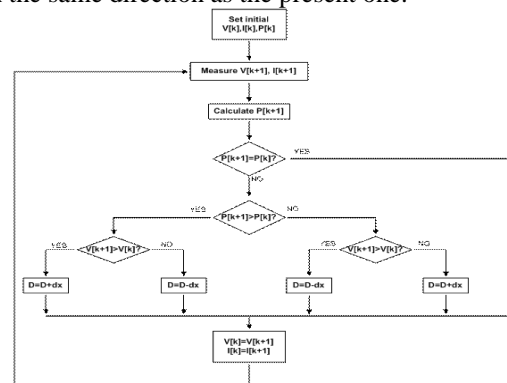 the same direction as the present one.
Set initial
V[k],I[k],P[k]
Measure V[k+1], I[k+1]
Calculate P[k+1]
P[k+1]=P[k]?
YES
NO
P[k+1]>P[k]?
YES
NO
V[k+1]>V[k]?
YES
NO
V[k+1]>V[k]?
YES
NO
D=D+dx
D=D-dx
D=D-dx
D=D+dx
V[k]=V[k+1]
I[k]=I[k+1]